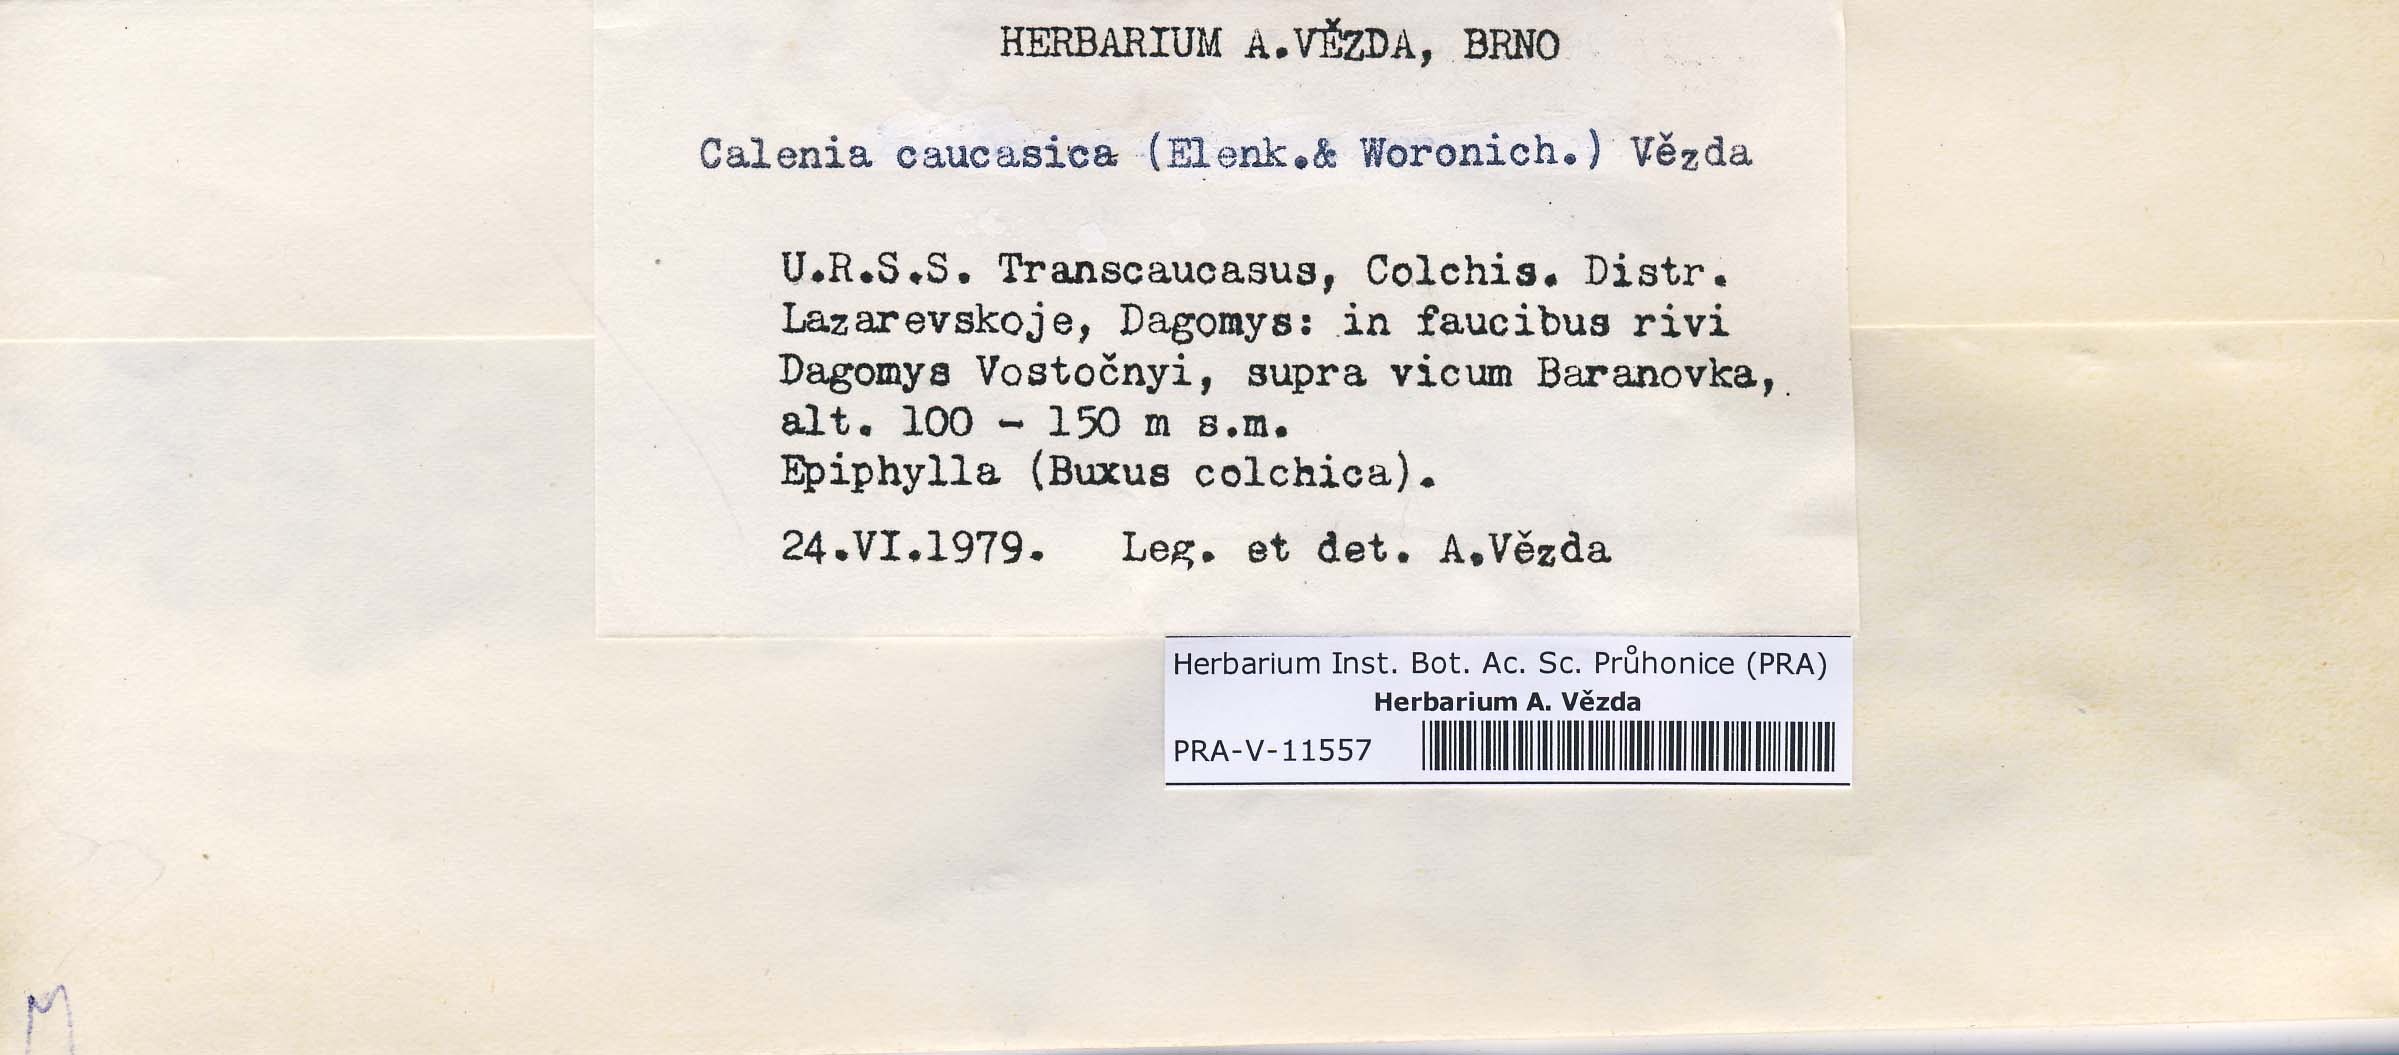 HERBARIUM A.VĚZDA, BRNO
Calenia caucasica (Elenk.& Woronich.) Vězda
U.R.S.S. Transcaucasus, Colchis. Distr.
Lazarevskoje, Dagomys: in faucibus rivi
Dagomys Vostočnyi, supra vicum Baranovka,
alt. 100 - 150 m s.m.
Epiphylla (Buxus colchica).
24.VI.1979. Leg. et det. A.Vězda
Herbarium Inst. Bot. Ac. Sc. Průhonice (PRA)
Herbarium A. Vězda
PRA-V-11557
M